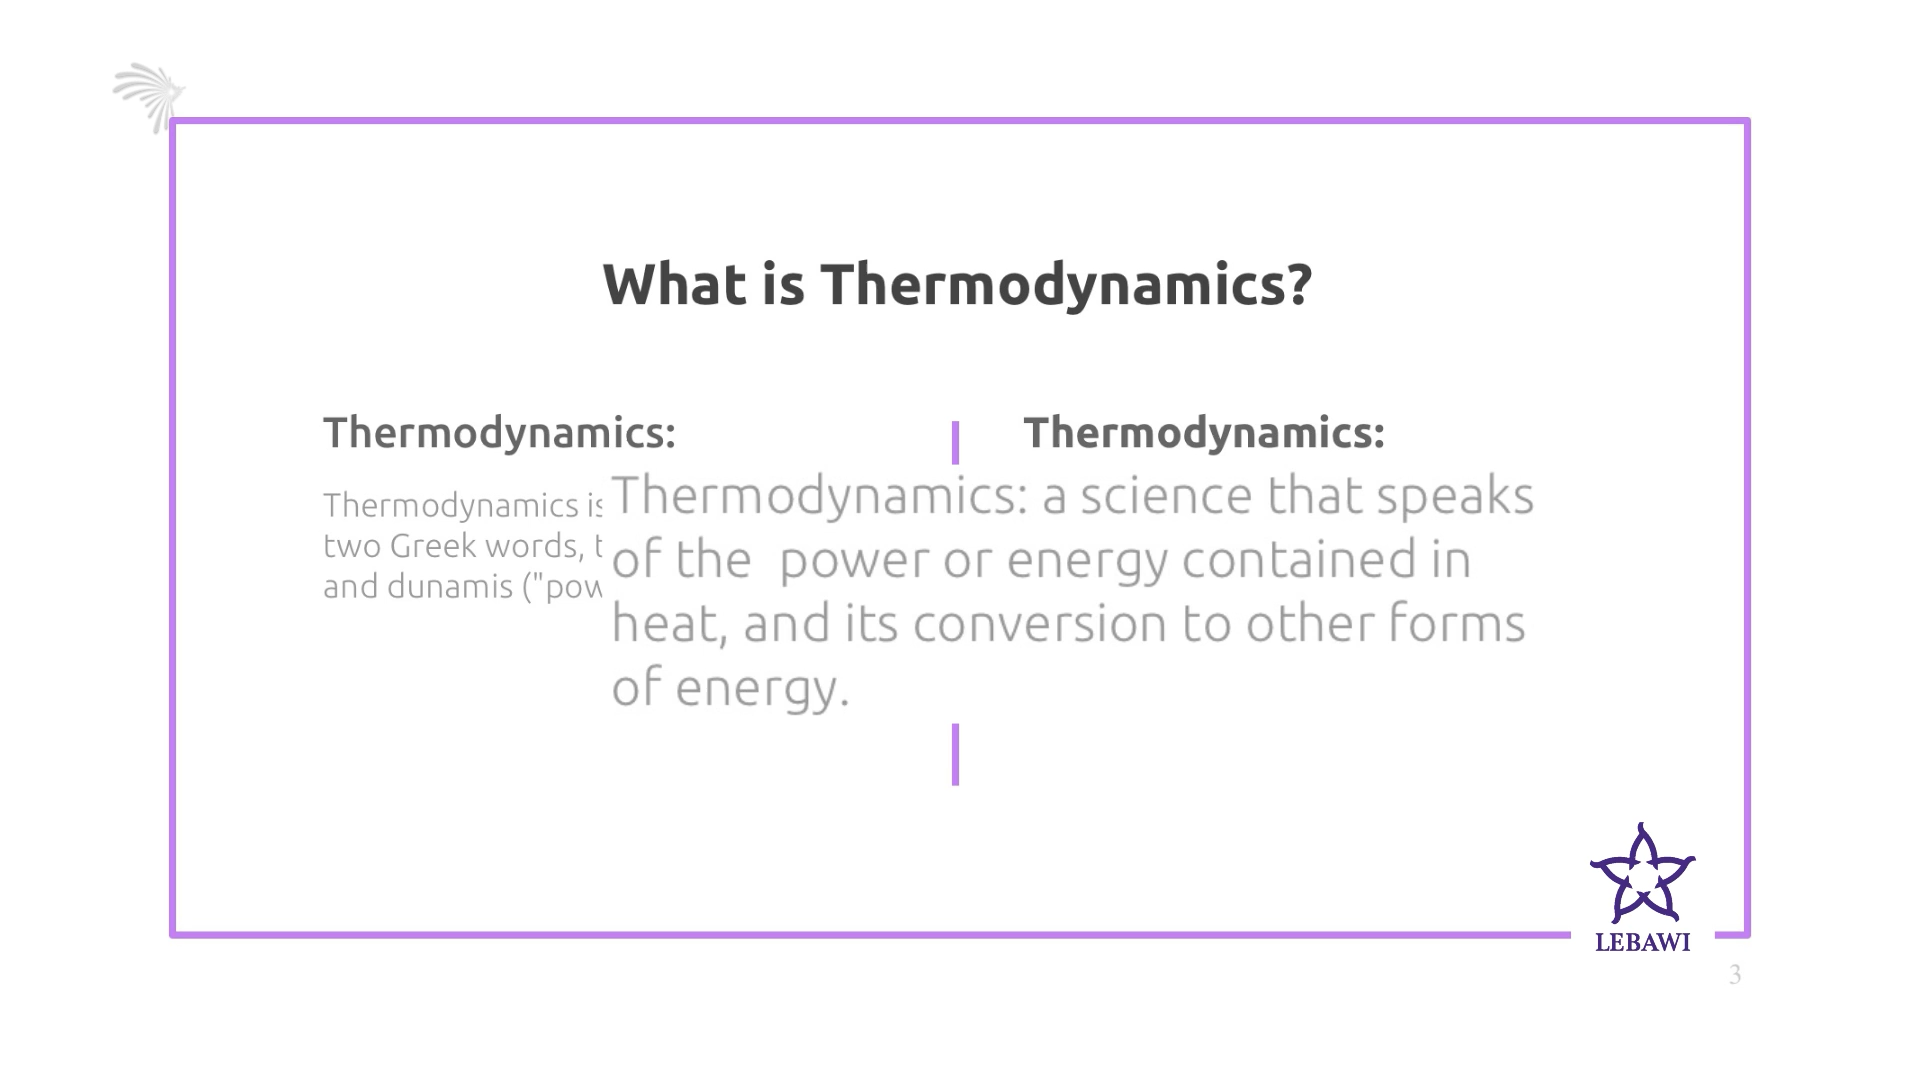 What is Thermodynamics?
Thermodynamics:
Thermodynamics is
two Greek words,
and dunamis ("pow
Thermodynamics:
Thermodynamics: a science that speaks
of the power or energy contained in
heat, and its conversion to other forms
of energy.
LEBAWI
3